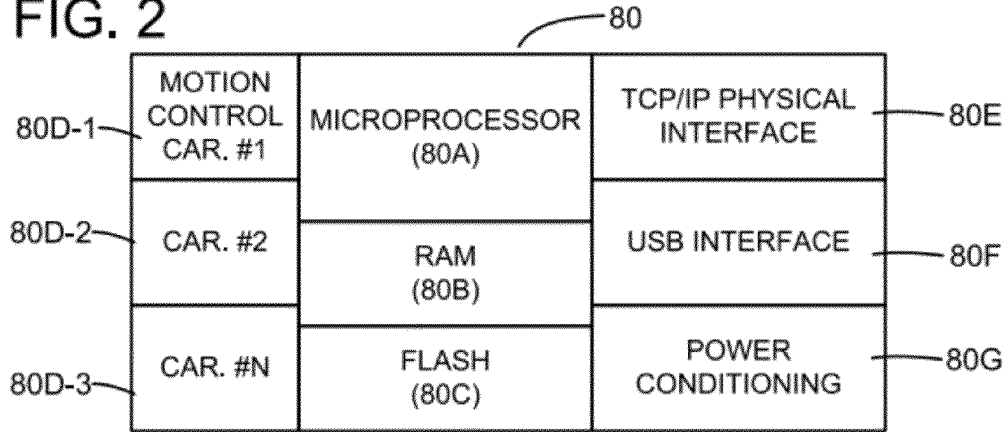 FIG. 2
80
MOTION
CONTROL
CAR. #1
80D-1
MICROPROCESSOR
(80A)
TCP/IP PHYSICAL
INTERFACE
80E
80D-2
CAR. #2
RAM
(80B)
USB INTERFACE
80F
80D-3
CAR. #N
FLASH
(80C)
POWER
CONDITIONING
80G